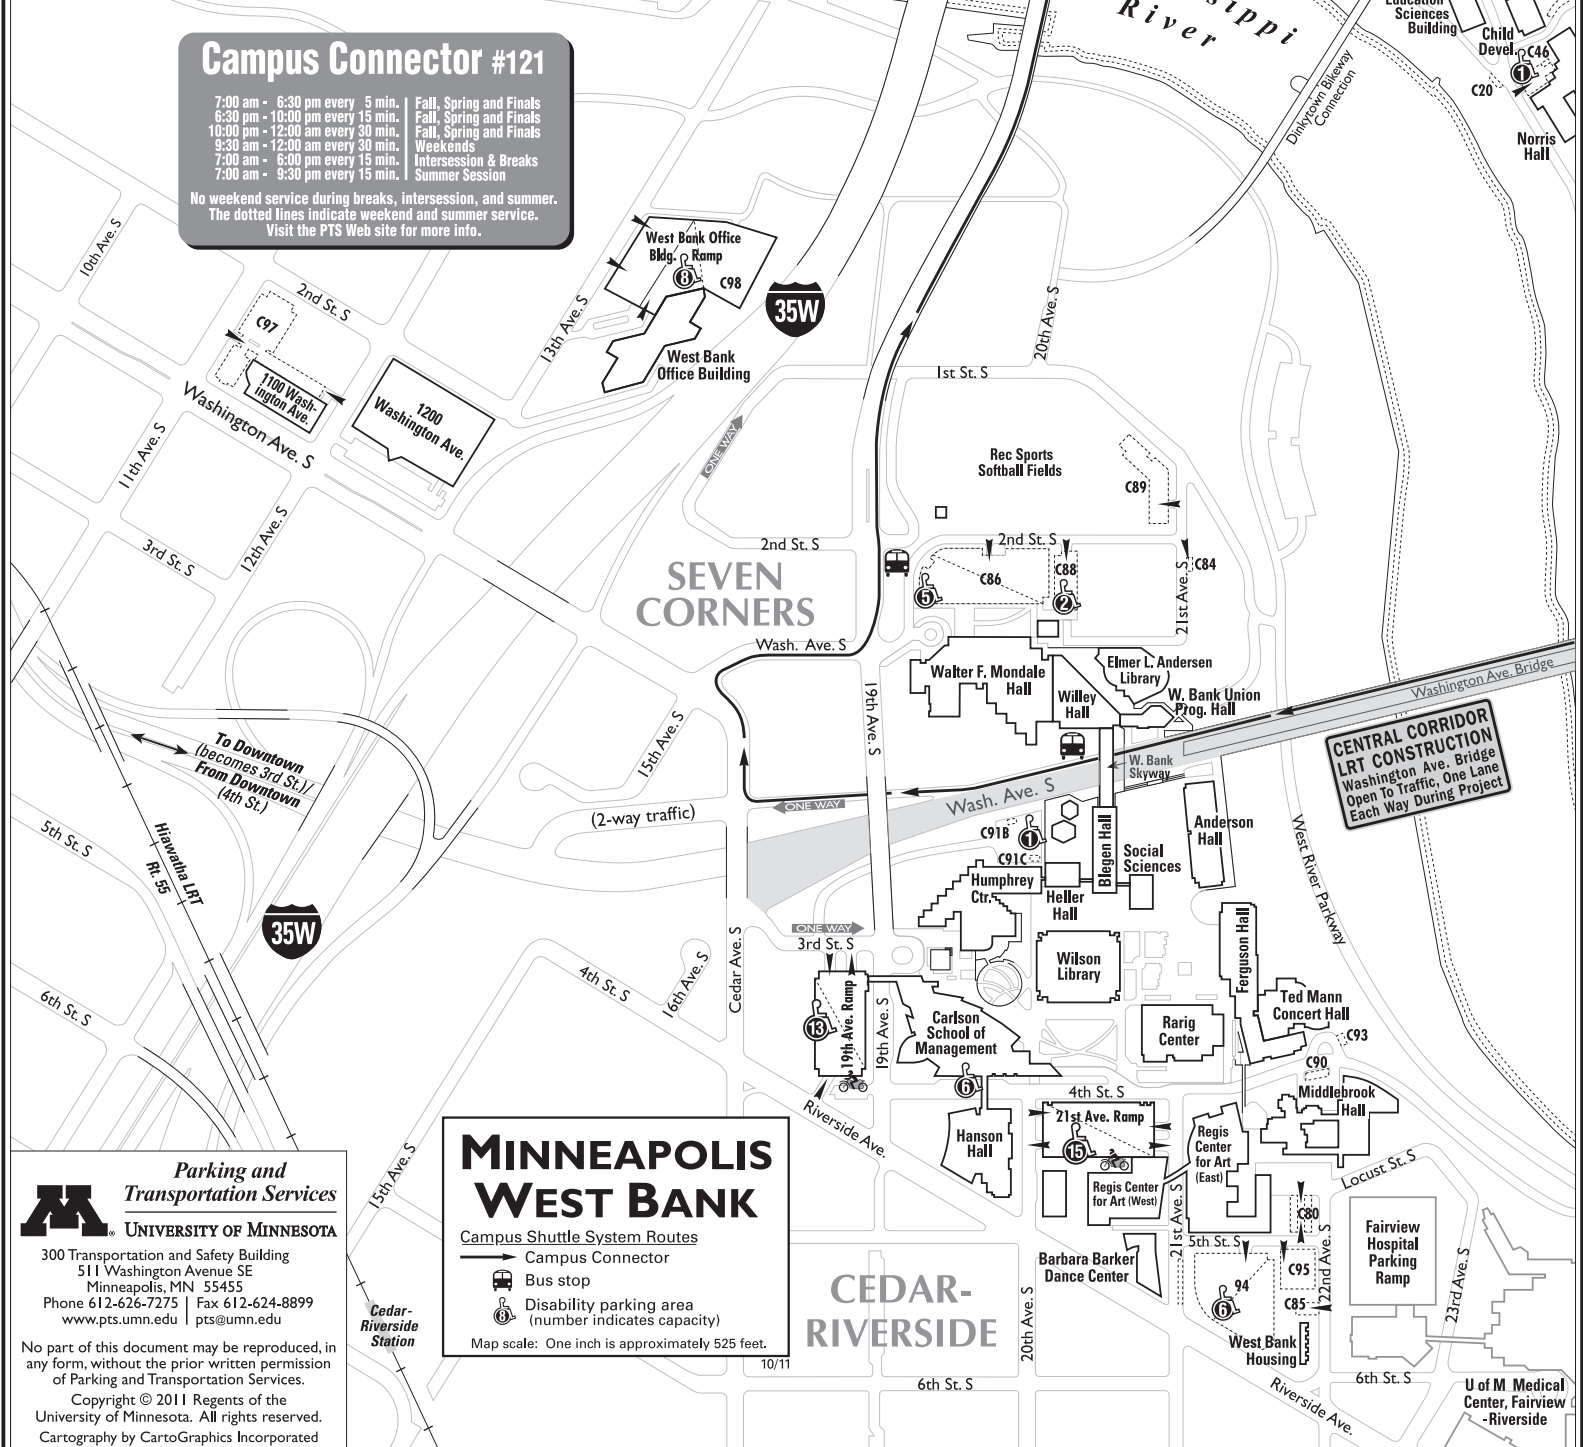 Campus Connector #121
7:00 am - 6:30 pm every 5 min. | Fall, Spring and Finals
6:30 pm - 10:00 pm every 15 min. | Fall, Spring and Finals
10:00 pm - 12:00 am every 30 min. | Fall, Spring and Finals
9:30 am - 12:00 am every 30 min. | Weekends
7:00 am - 6:00 pm every 15 min. | Intersession & Breaks
7:00 am - 9:30 pm every 15 min. | Summer Session
No weekend service during breaks, intersession, and summer.
The dotted lines indicate weekend and summer service.
Visit the PTS Web site for more info.
ssippi
River
Education
Sciences
Building
Child
Devel.
C46
1
C20
Norris
Hall
Dinkytown Bikeway
Connection
10th Ave. S
2nd St. S
C97
1100 Wash-
ington Ave.
1200
Washington Ave.
Washington Ave. S
11th Ave. S
12th Ave. S
3rd St. S
13th Ave. S
West Bank Office
Bldg. Ramp
8
C98
West Bank
Office Building
35W
20th Ave. S
1st St. S
ONE WAY
Rec Sports
Softball Fields
C89
2nd St. S
2nd St. S
C86
C88
C84
5
2
21st Ave. S
SEVEN
CORNERS
Wash. Ave. S
19th Ave. S
Walter F. Mondale
Hall
Willey
Hall
Elmer L. Andersen
Library
W. Bank Union
Prog. Hall
Washington Ave. Bridge
CENTRAL CORRIDOR
LRT CONSTRUCTION
Washington Ave. Bridge
Open To Traffic, One Lane
Each Way During Project
W. Bank
Skyway
15th Ave. S
To Downtown
(becomes 3rd St.)/
From Downtown
(4th St.)
(2-way traffic)
ONE WAY
Wash. Ave. S
5th St. S
Hiawatha LRT
Rt. 55
35W
6th St. S
C91B
1
C91C
Humphrey
Ctr.
Heller
Hall
Blegen Hall
Social
Sciences
Anderson
Hall
West River Parkway
ONE WAY
3rd St. S
Cedar Ave. S
4th St. S
16th Ave. S
13
19th Ave. Ramp
19th Ave. S
Carlson
School of
Management
6
Wilson
Library
Rarig
Center
Ferguson Hall
Ted Mann
Concert Hall
C93
C90
Middlebrook
Hall
Riverside Ave.
Hanson
Hall
4th St. S
21st Ave. Ramp
15
Regis Center
for Art (West)
Regis
Center
for Art
(East)
21st Ave. S
Locust St. S
C80
5th St. S
22nd Ave. S
94
6
C95
C85
West Bank
Housing
Fairview
Hospital
Parking
Ramp
23rd Ave. S
Barbara Barker
Dance Center
CEDAR-
RIVERSIDE
20th Ave. S
6th St. S
Riverside Ave.
6th St. S
U of M Medical
Center, Fairview
-Riverside
15th Ave. S
Cedar-
Riverside
Station
MINNEAPOLIS
WEST BANK
Campus Shuttle System Routes
Campus Connector
Bus stop
8
Disability parking area
(number indicates capacity)
Map scale: One inch is approximately 525 feet.
10/11
Parking and
Transportation Services
M®
UNIVERSITY OF MINNESOTA
300 Transportation and Safety Building
511 Washington Avenue SE
Minneapolis, MN 55455
Phone 612-626-7275 | Fax 612-624-8899
www.pts.umn.edu | pts@umn.edu
No part of this document may be reproduced, in
any form, without the prior written permission
of Parking and Transportation Services.
Copyright © 2011 Regents of the
University of Minnesota. All rights reserved.
Cartography by CartoGraphics Incorporated